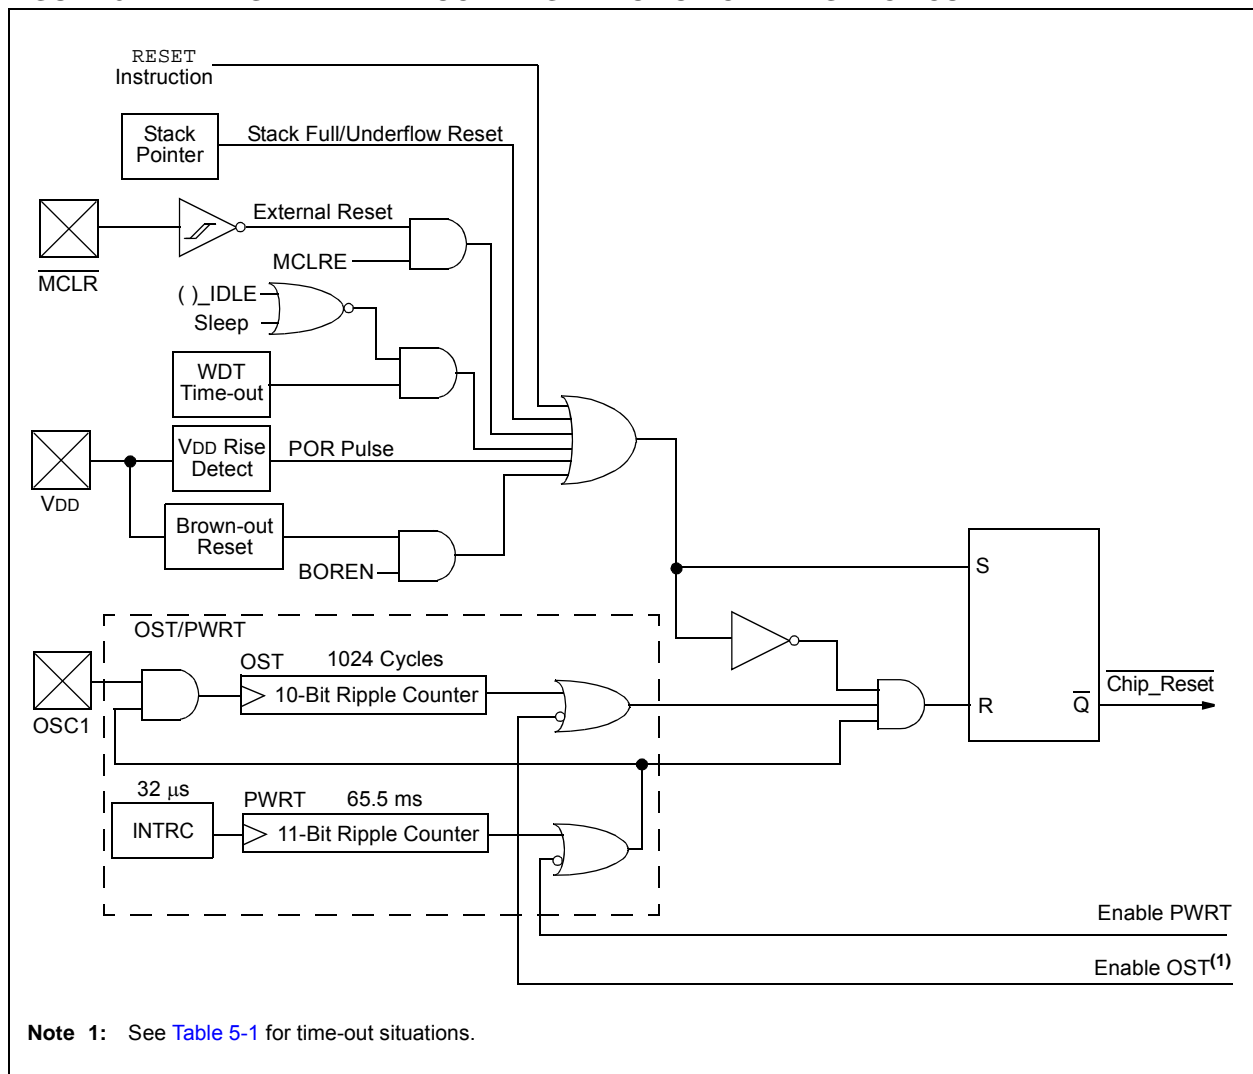 RESET
Instruction
Stack
Pointer
Stack Full/Underflow Reset
External Reset
MCLRE
MCLR
( )_IDLE
Sleep
WDT
Time-out
VDD Rise
Detect
POR Pulse
VDD
Brown-out
Reset
BOREN
S
OST/PWRT
OST
1024 Cycles
10-Bit Ripple Counter
OSC1
R
Q
Chip_Reset
32 μs
INTRC
PWRT
65.5 ms
11-Bit Ripple Counter
Enable PWRT
Enable OST(1)
Note 1: See Table 5-1 for time-out situations.